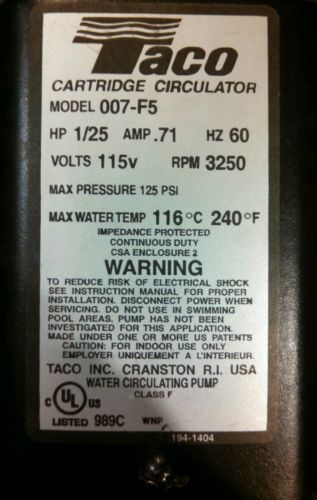 Taco
CARTRIDGE CIRCULATOR
MODEL 007-F5
HP 1/25 AMP .71 HZ 60
VOLTS 115v RPM 3250
MAX PRESSURE 125 PSI
MAX WATER TEMP 116°C 240°F
IMPEDANCE PROTECTED
CONTINUOUS DUTY
CSA ENCLOSURE 2
WARNING
TO REDUCE RISK OF ELECTRICAL SHOCK
SEE INSTRUCTION MANUAL FOR PROPER
INSTALLATION. DISCONNECT POWER WHEN
SERVICING. DO NOT USE IN SWIMMING
POOL AREAS. PUMP HAS NOT BEEN
INVESTIGATED FOR THIS APPLICATION.
MADE UNDER ONE OR MORE US PATENTS
CAUTION: FOR INDOOR USE ONLY
EMPLOYER UNIQUEMENT A L'INTERIEUR.
TACO INC. CRANSTON R.I. USA
WATER CIRCULATING PUMP
CLASS F
C UL US
LISTED 989C WNP
194-1404